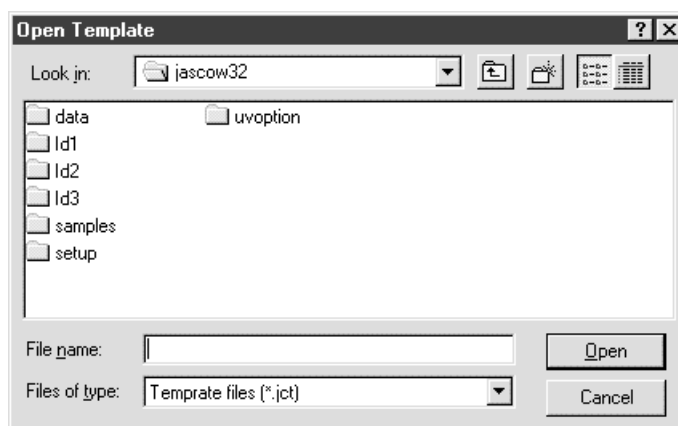 Open Template
Look in: jascow32
data uvoption
ld1
ld2
ld3
samples
setup
File name: Open
Files of type: Temprate files (*.jct) Cancel